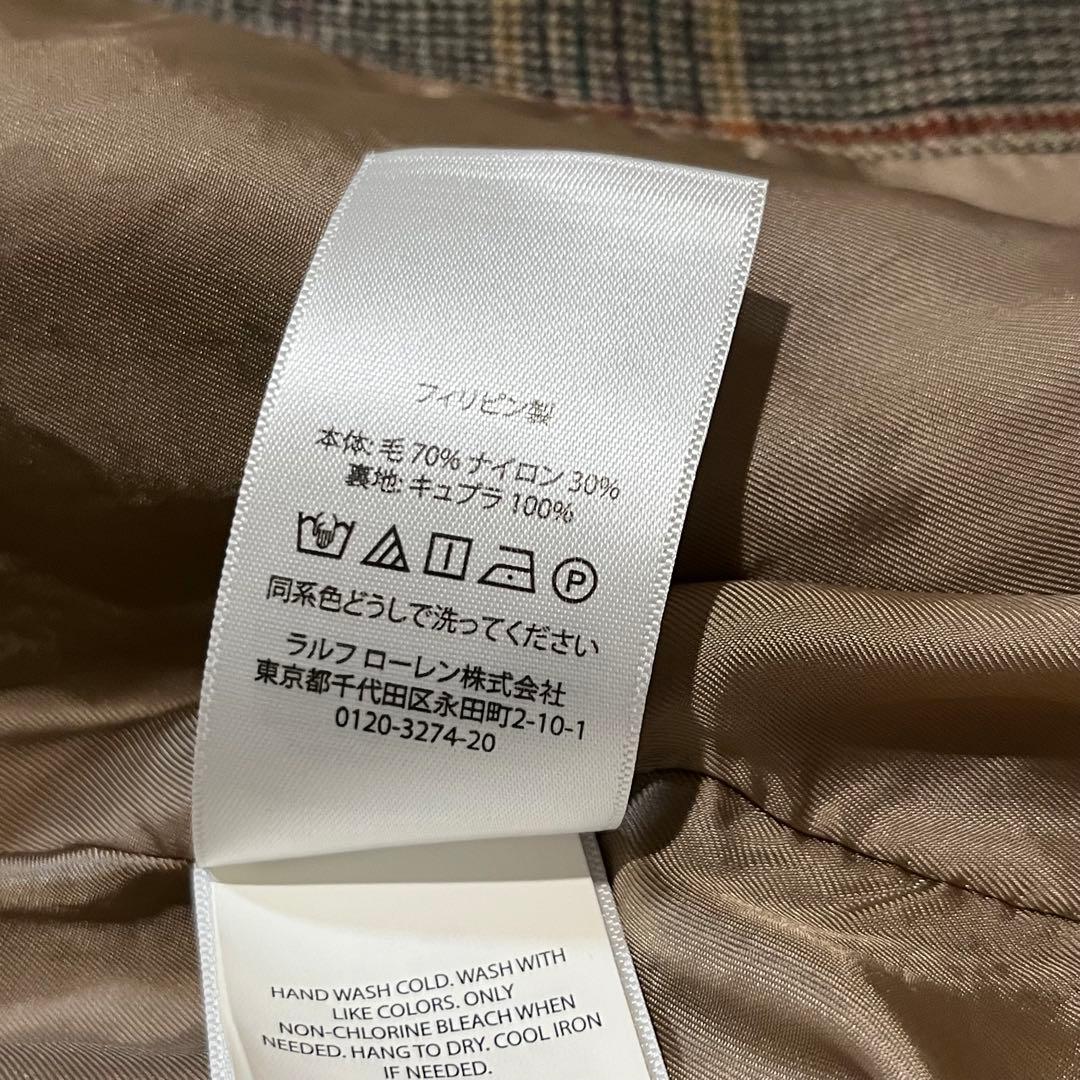 フィリピン製
本体: 毛 70% ナイロン 30%
裏地: キュプラ 100%
P
同系色どうしで洗ってください
ラルフ ローレン株式会社
東京都千代田区永田町2-10-1
0120-3274-20
HAND WASH COLD. WASH WITH
LIKE COLORS. ONLY
NON-CHLORINE BLEACH WHEN
NEEDED. HANG TO DRY. COOL IRON
IF NEEDED.